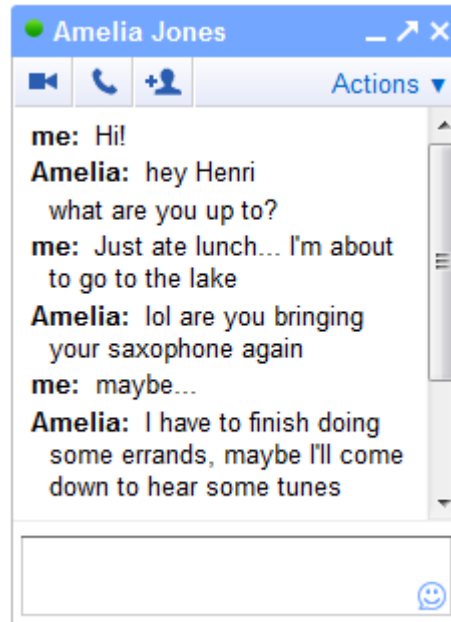 Amelia Jones
Actions
me: Hi!
Amelia: hey Henri
what are you up to?
me: Just ate lunch... I'm about
to go to the lake
Amelia: lol are you bringing
your saxophone again
me: maybe...
Amelia: I have to finish doing
some errands, maybe I'll come
down to hear some tunes